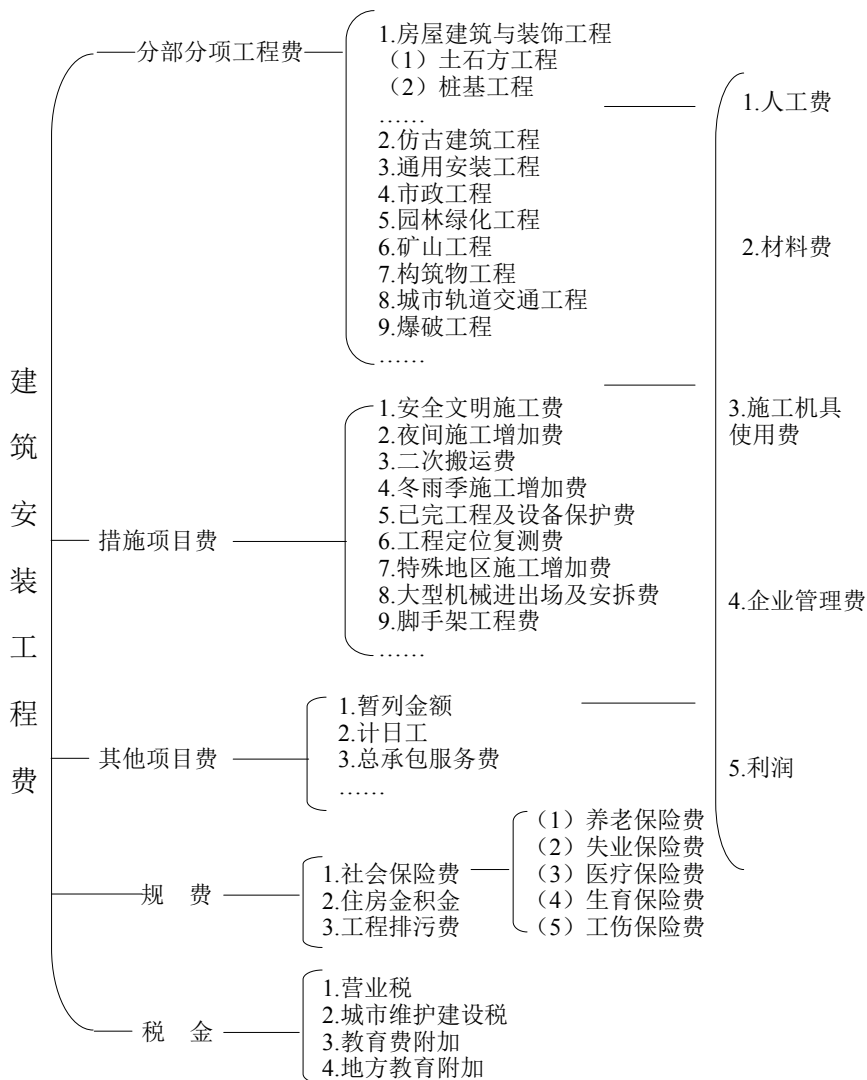 建筑安装工程费
分部分项工程费
1.房屋建筑与装饰工程
（1）土石方工程
（2）桩基工程
……
2.仿古建筑工程
3.通用安装工程
4.市政工程
5.园林绿化工程
6.矿山工程
7.构筑物工程
8.城市轨道交通工程
9.爆破工程
……
措施项目费
1.安全文明施工费
2.夜间施工增加费
3.二次搬运费
4.冬雨季施工增加费
5.已完工程及设备保护费
6.工程定位复测费
7.特殊地区施工增加费
8.大型机械进出场及安拆费
9.脚手架工程费
……
其他项目费
1.暂列金额
2.计日工
3.总承包服务费
……
1.人工费
2.材料费
3.施工机具
使用费
4.企业管理费
5.利润
规 费
1.社会保险费
2.住房金积金
3.工程排污费
（1）养老保险费
（2）失业保险费
（3）医疗保险费
（4）生育保险费
（5）工伤保险费
税 金
1.营业税
2.城市维护建设税
3.教育费附加
4.地方教育附加